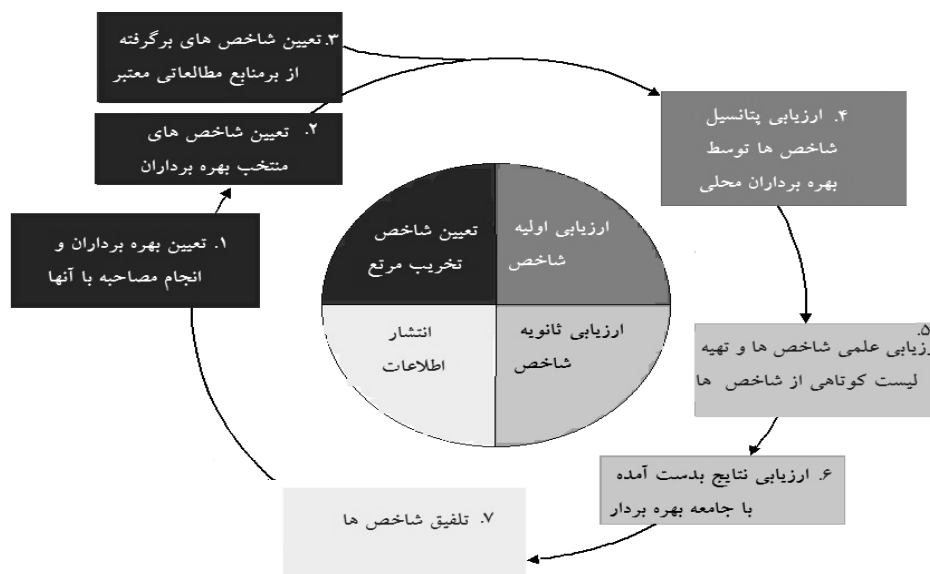 ۳. تعیین شاخص های برگرفته
از برمنابع مطالعاتی معتبر
۲. تعیین شاخص های
منتخب بهره برداران
۱. تعیین بهره برداران و
انجام مصاحبه با آنها
۴. ارزیابی پتانسیل
شاخص ها توسط
بهره برداران محلی
۵.
رزیابی علمی شاخص ها و تهیه
لیست کوتاهی از شاخص ها
۶. ارزیابی نتایج بدست آمده
با جامعه بهره بردار
۷. تلفیق شاخص ها
تعیین شاخص
تخریب مرتع
ارزیابی اولیه
شاخص
ارزیابی ثانویه
شاخص
انتشار
اطلاعات